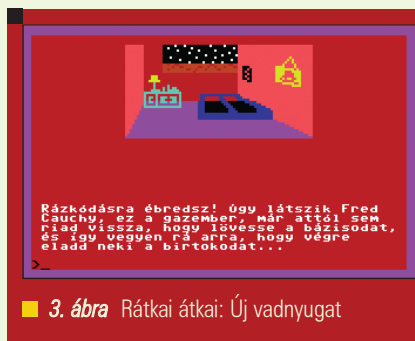 Rázkódásra ébredsz! Úgy látszik Fred
Cauchy, ez a gazember, már attól sem
riad vissza, hogy lövesse a bázisodat,
és így vegyen rá arra, hogy végre
eladd neki a birtokodat...
>_
3. ábra Rátkai átkai: Új vadnyugat